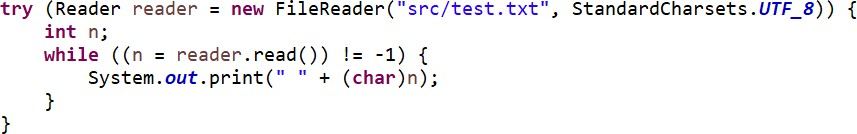 try (Reader reader = new FileReader("src/test.txt", StandardCharsets.UTF_8)) {
    int n;
    while ((n = reader.read()) != -1) {
        System.out.print(" " + (char)n);
    }
}